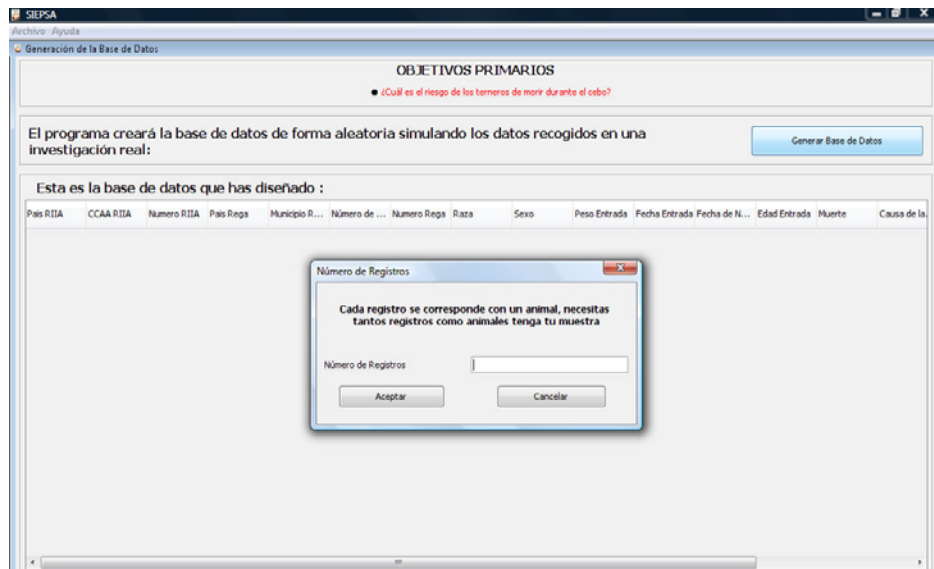 SIEPSA
Archivo Ayuda
Generación de la Base de Datos
OBJETIVOS PRIMARIOS
¿Cuál es el riesgo de los terneros de morir durante el cebo?
El programa creará la base de datos de forma aleatoria simulando los datos recogidos en una
investigación real:
Generar Base de Datos
Esta es la base de datos que has diseñado :
Pais RIIA CCAA RIIA Numero RIIA Pais Rega Municipio R... Número de ... Numero Rega Raza Sexo Peso Entrada Fecha Entrada Fecha de N... Edad Entrada Muerte Causa de la
Número de Registros
Cada registro se corresponde con un animal, necesitas
tantos registros como animales tenga tu muestra
Número de Registros
Aceptar Cancelar